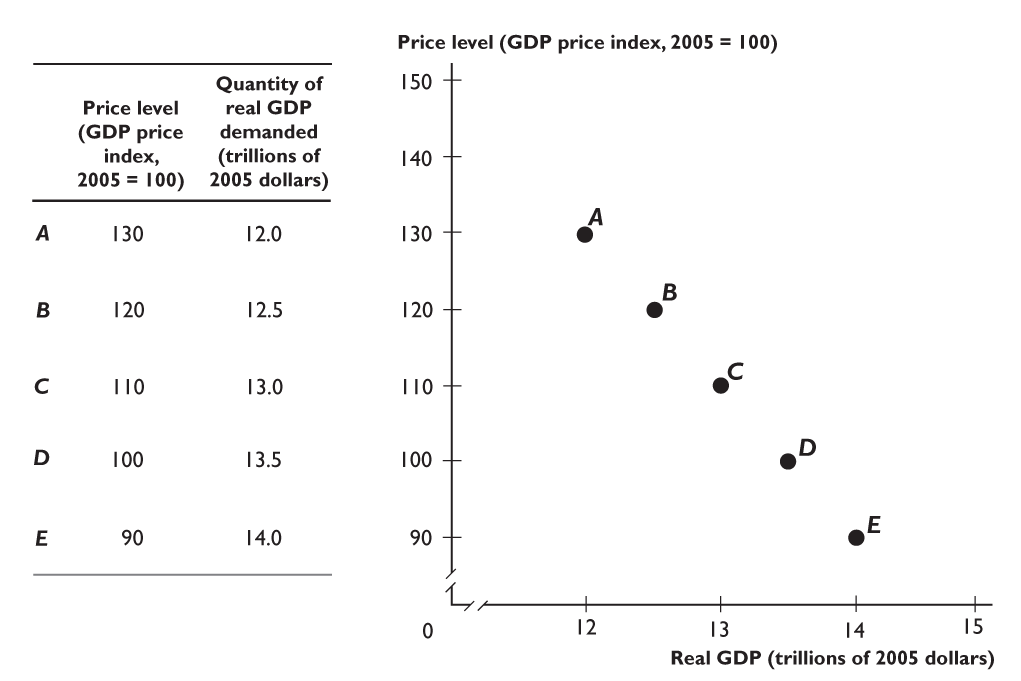 Price level
(GDP price
index,
2005 = 100)
Quantity of
real GDP
demanded
(trillions of
2005 dollars)
A 130 12.0
B 120 12.5
C 110 13.0
D 100 13.5
E 90 14.0
Price level (GDP price index, 2005 = 100)
150
140
130
120
110
100
90
0
A
B
C
D
E
12 13 14 15
Real GDP (trillions of 2005 dollars)